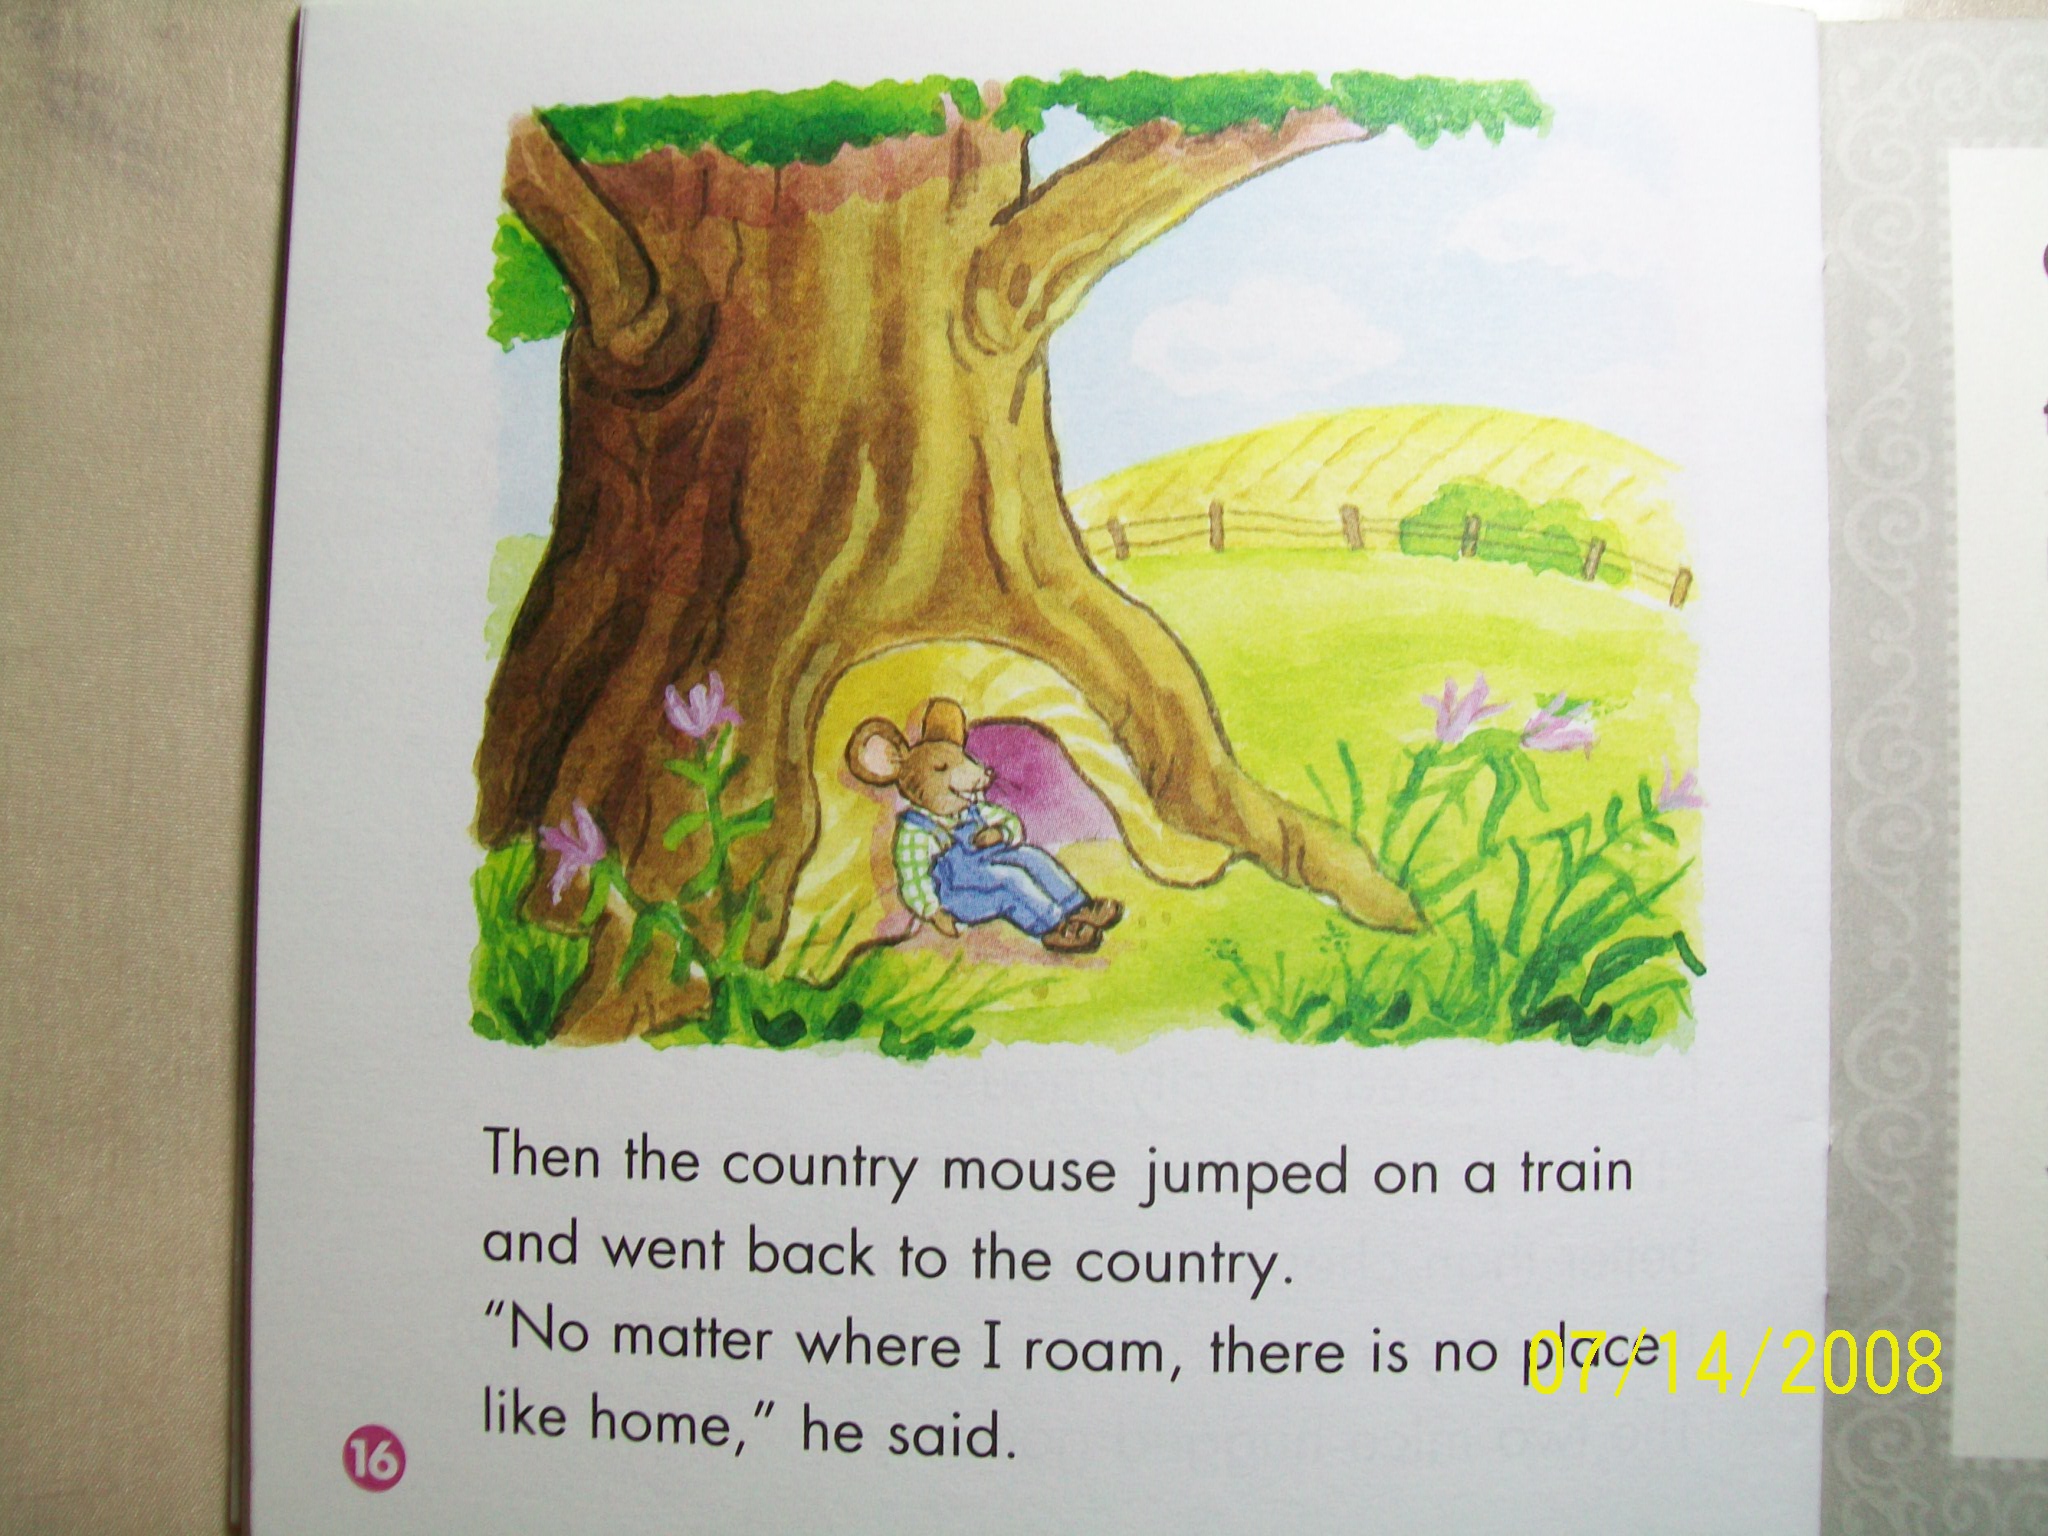 Then the country mouse jumped on a train
and went back to the country.
“No matter where I roam, there is no place
like home,” he said.
16
07/14/2008